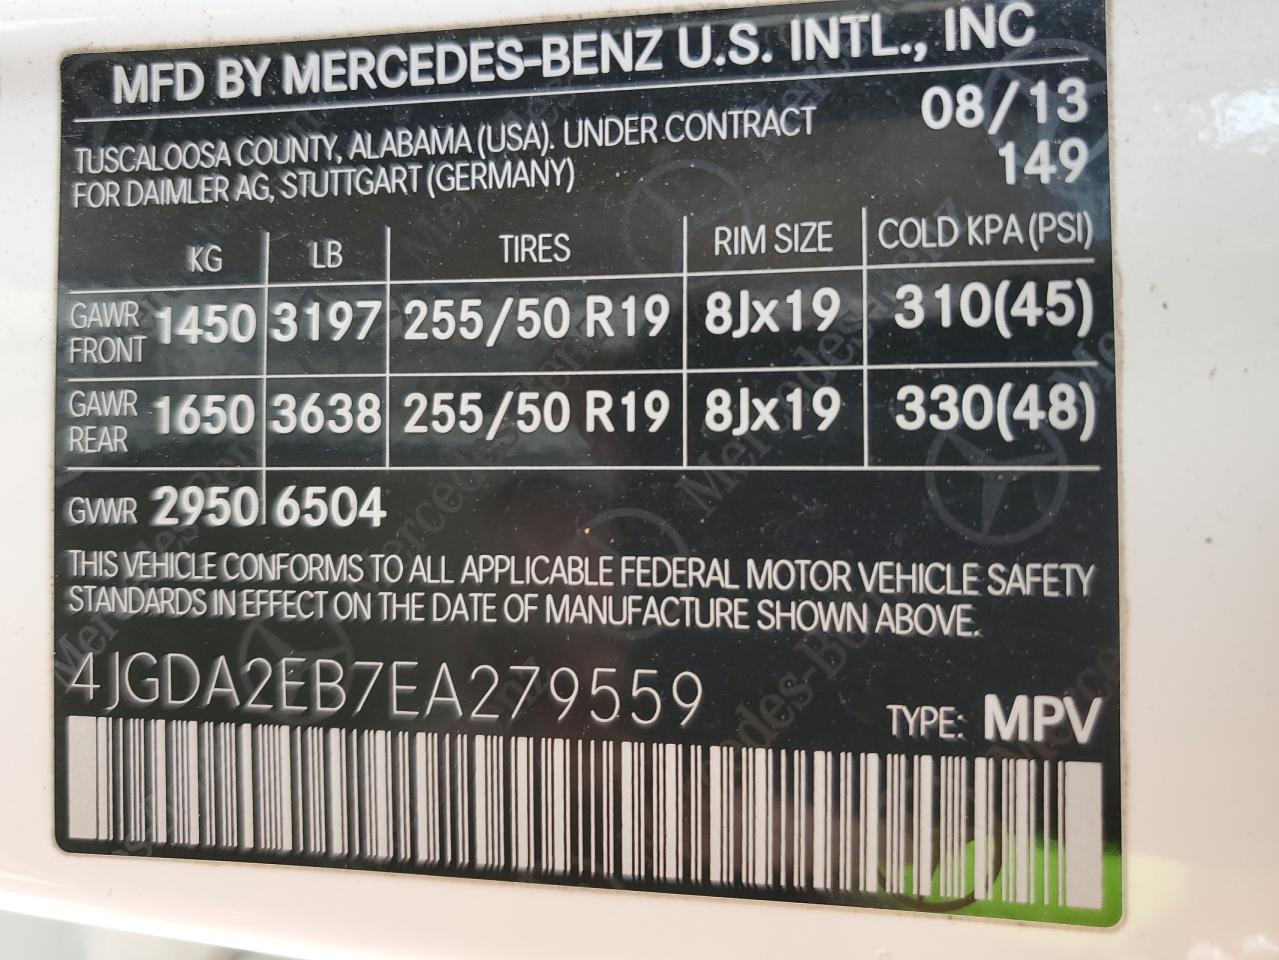 MFD BY MERCEDES-BENZ U.S. INTL., INC
TUSCALOOSA COUNTY, ALABAMA (USA). UNDER CONTRACT 08/13
FOR DAIMLER AG, STUTTGART (GERMANY) 149
KG LB TIRES RIM SIZE COLD KPA (PSI)
GAWR FRONT 1450 3197 255/50 R19 8Jx19 310(45)
GAWR REAR 1650 3638 255/50 R19 8Jx19 330(48)
GVWR 2950 6504
THIS VEHICLE CONFORMS TO ALL APPLICABLE FEDERAL MOTOR VEHICLE SAFETY
STANDARDS IN EFFECT ON THE DATE OF MANUFACTURE SHOWN ABOVE.
4JGDA2EB7EA279559
TYPE: MPV